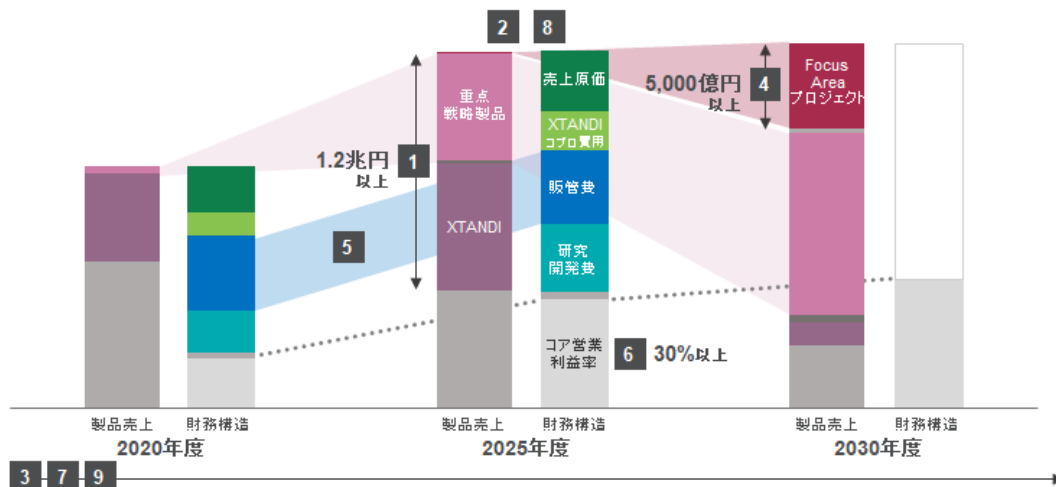 2 8
売上原価
重点
戦略製品
XTANDI
コプロ費用
5,000億円
以上
4
Focus
Area
プロジェクト
1.2兆円
以上
1
販管費
XTANDI
5
研究
開発費
コア営業
利益率
6 30%以上
製品売上 財務構造 製品売上 財務構造 製品売上 財務構造
2020年度 2025年度 2030年度
3 7 9